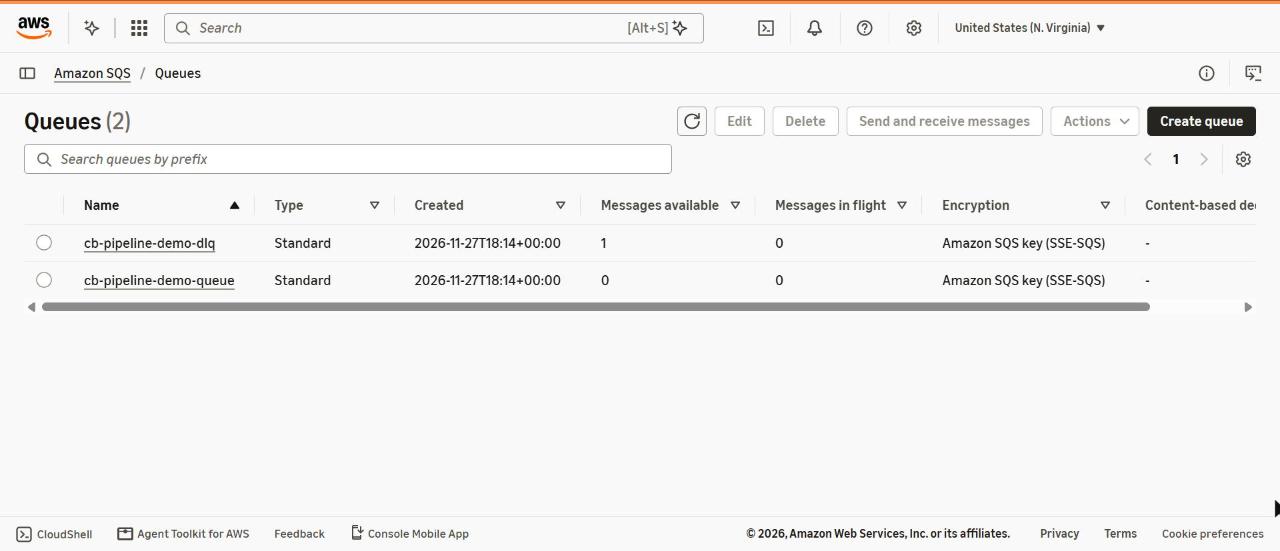 aws
Search [Alt+S]
United States (N. Virginia)
Amazon SQS / Queues
Queues (2)
Edit Delete Send and receive messages Actions Create queue
Search queues by prefix
1
Name Type Created Messages available Messages in flight Encryption Content-based de
cb-pipeline-demo-dlq Standard 2026-11-27T18:14+00:00 1 0 Amazon SQS key (SSE-SQS) -
cb-pipeline-demo-queue Standard 2026-11-27T18:14+00:00 0 0 Amazon SQS key (SSE-SQS) -
CloudShell Agent Toolkit for AWS Feedback Console Mobile App © 2026, Amazon Web Services, Inc. or its affiliates. Privacy Terms Cookie preferences